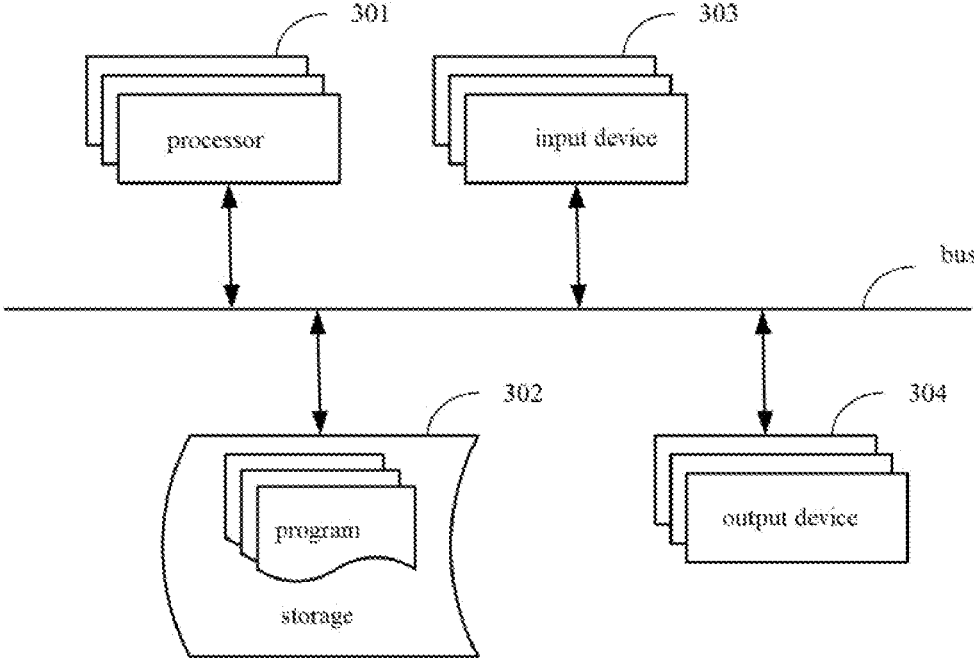 301
303
processor
input device
bus
302
304
program
output device
storage